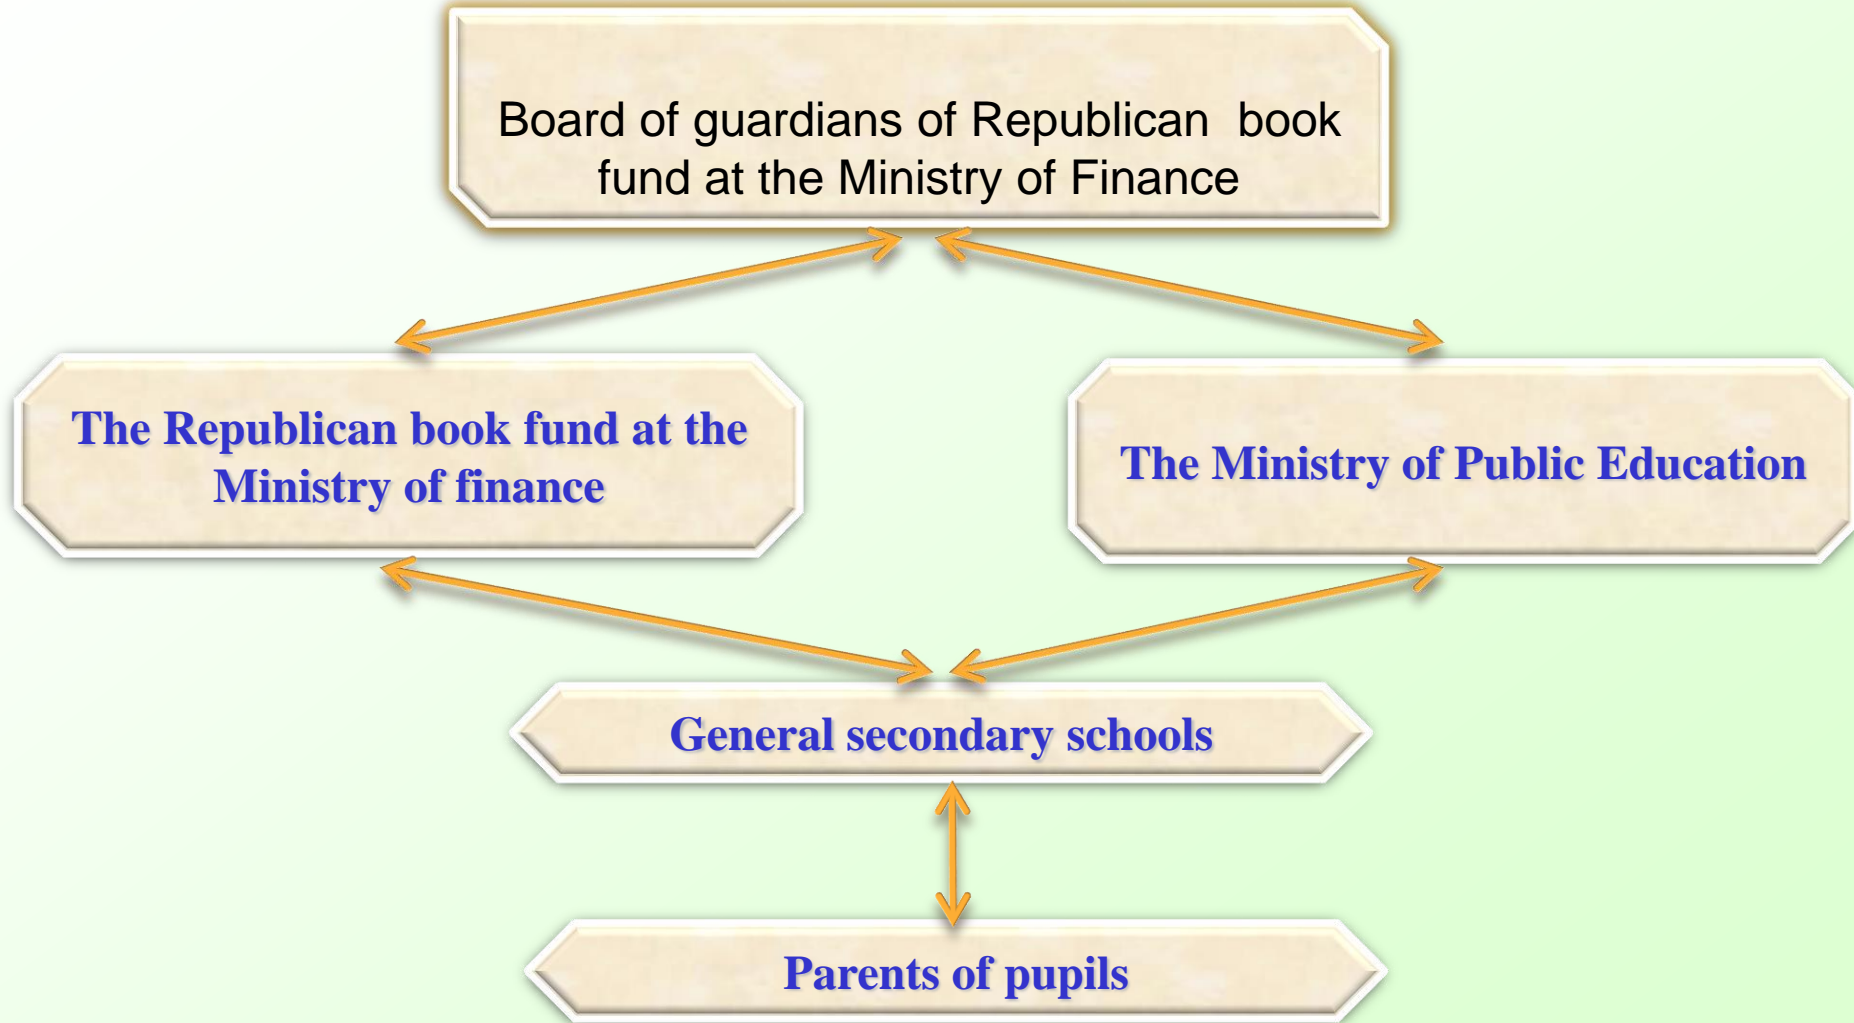 Board of guardians of Republican  book
fund at the Ministry of Finance
The Republican book fund at the
Ministry of finance
The Ministry of Public Education
General secondary schools
Parents of pupils